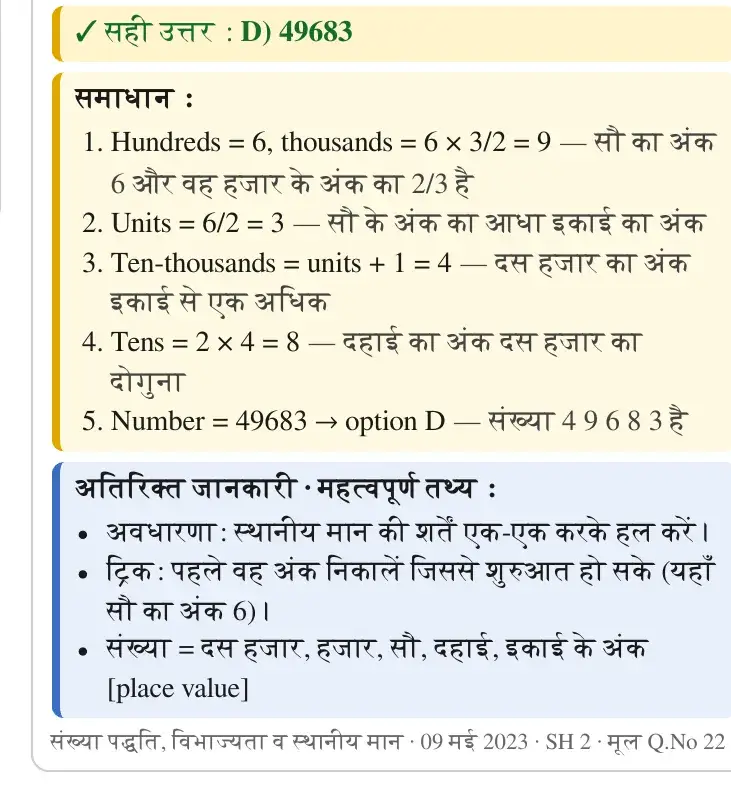 ✓ सही उत्तर : D) 49683
समाधान :
1. Hundreds = 6, thousands = 6 × 3/2 = 9 — सौ का अंक
6 और वह हजार के अंक का 2/3 है
2. Units = 6/2 = 3 — सौ के अंक का आधा इकाई का अंक
3. Ten-thousands = units + 1 = 4 — दस हजार का अंक
इकाई से एक अधिक
4. Tens = 2 × 4 = 8 — दहाई का अंक दस हजार का
दोगुना
5. Number = 49683 → option D — संख्या 4 9 6 8 3 है
अतिरिक्त जानकारी · महत्वपूर्ण तथ्य :
• अवधारणा : स्थानीय मान की शर्तें एक-एक करके हल करें।
• ट्रिक : पहले वह अंक निकालें जिससे शुरुआत हो सके (यहाँ
सौ का अंक 6)।
• संख्या = दस हजार, हजार, सौ, दहाई, इकाई के अंक
[place value]
संख्या पद्धति, विभाज्यता व स्थानीय मान · 09 मई 2023 · SH 2 · मूल Q.No 22